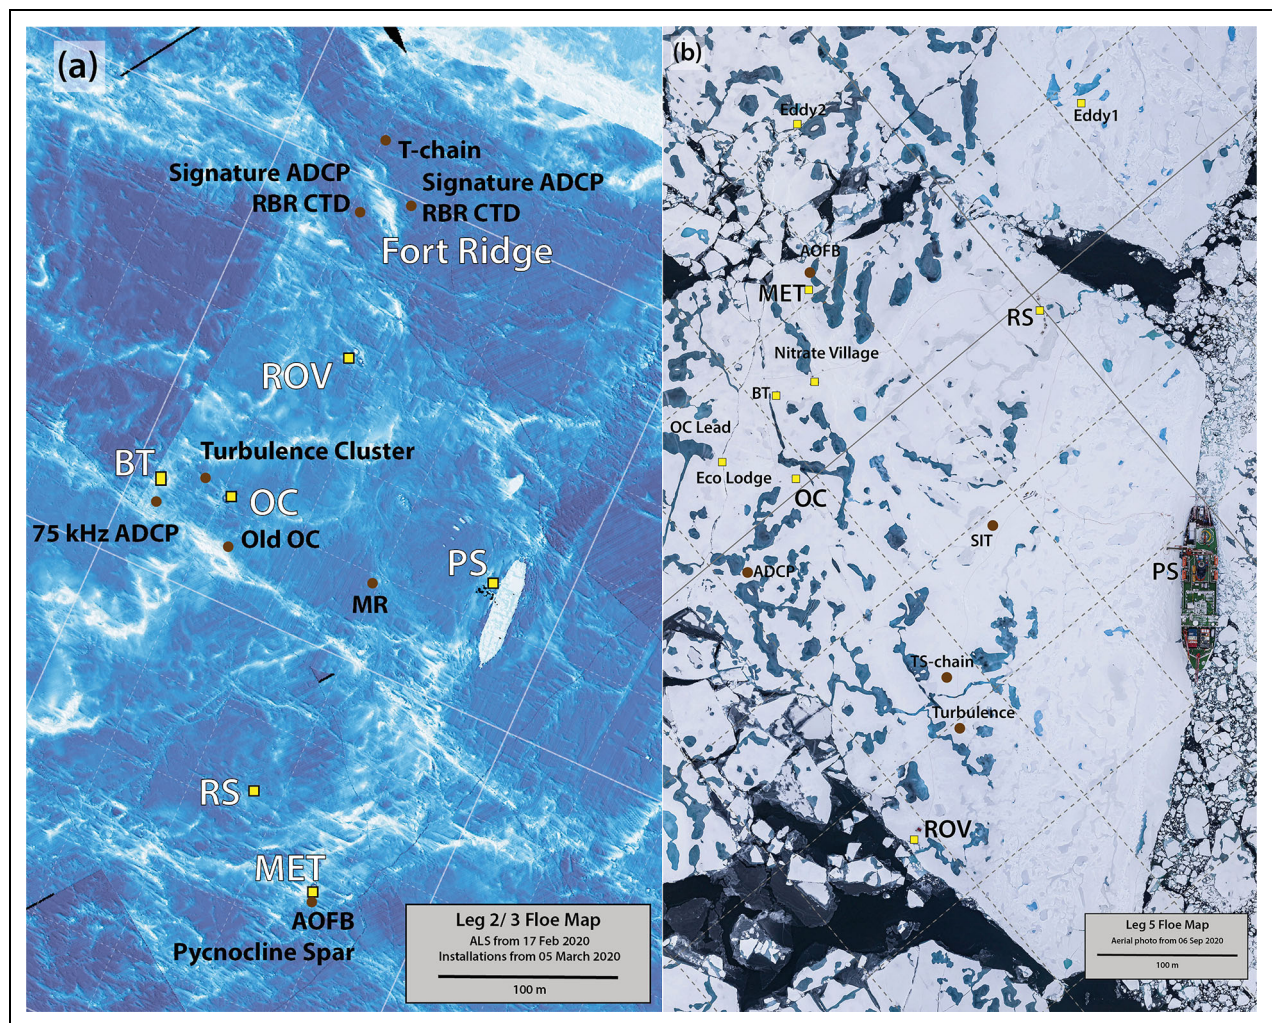 (a)
T-chain
Signature ADCP
RBR CTD
Signature ADCP
RBR CTD
Fort Ridge
ROV
Turbulence Cluster
BT
OC
75 kHz ADCP
Old OC
PS
MR
RS
MET
AOFB
Pycnocline Spar
Leg 2/ 3 Floe Map
ALS from 17 Feb 2020
Installations from 05 March 2020
100 m
(b)
Eddy2
Eddy1
AOFB
MET
RS
Nitrate Village
BT
OC Lead
Eco Lodge
OC
SIT
ADCP
PS
TS-chain
Turbulence
ROV
Leg 5 Floe Map
Aerial photo from 06 Sep 2020
100 m